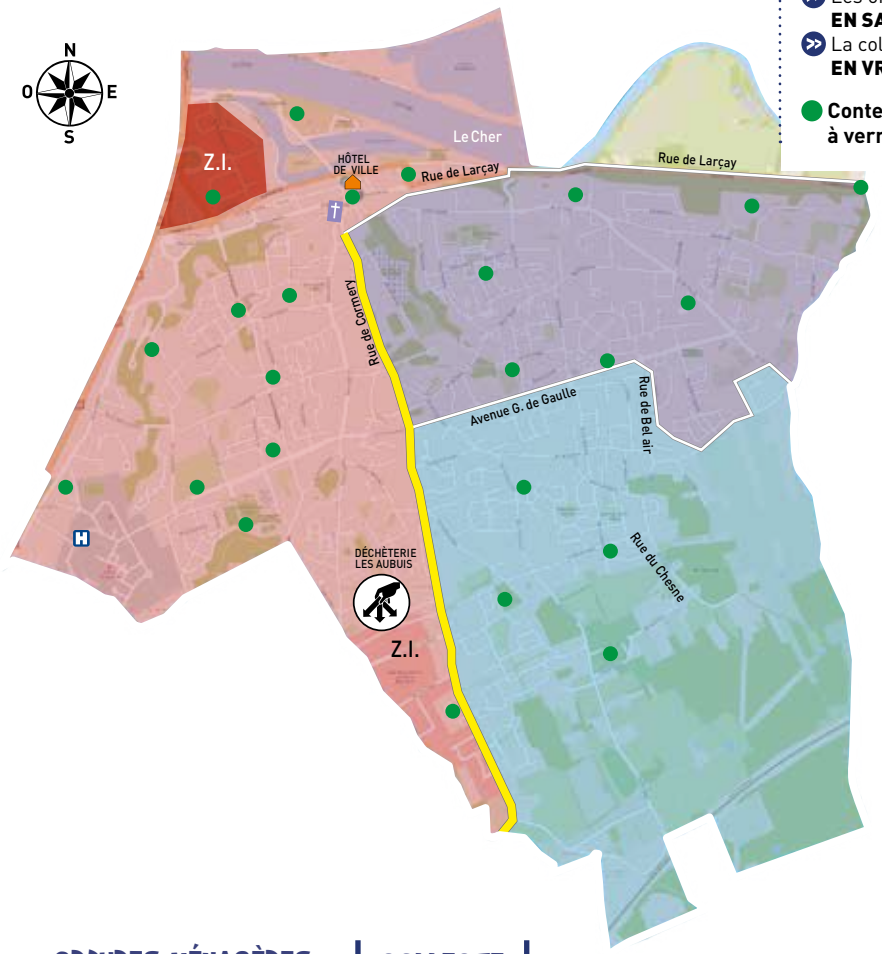 N
O
E
S
EN SA
La col
EN VR
Conte
à verr
Le Cher
Z.I.
HÔTEL
DE VILLE
Rue de Larçay
Rue de Larçay
Rue de Cormery
Avenue G. de Gaulle
Rue de Bel air
H
Rue du Chesne
DÉCHÈTERIE
LES AUBUIS
Z.I.